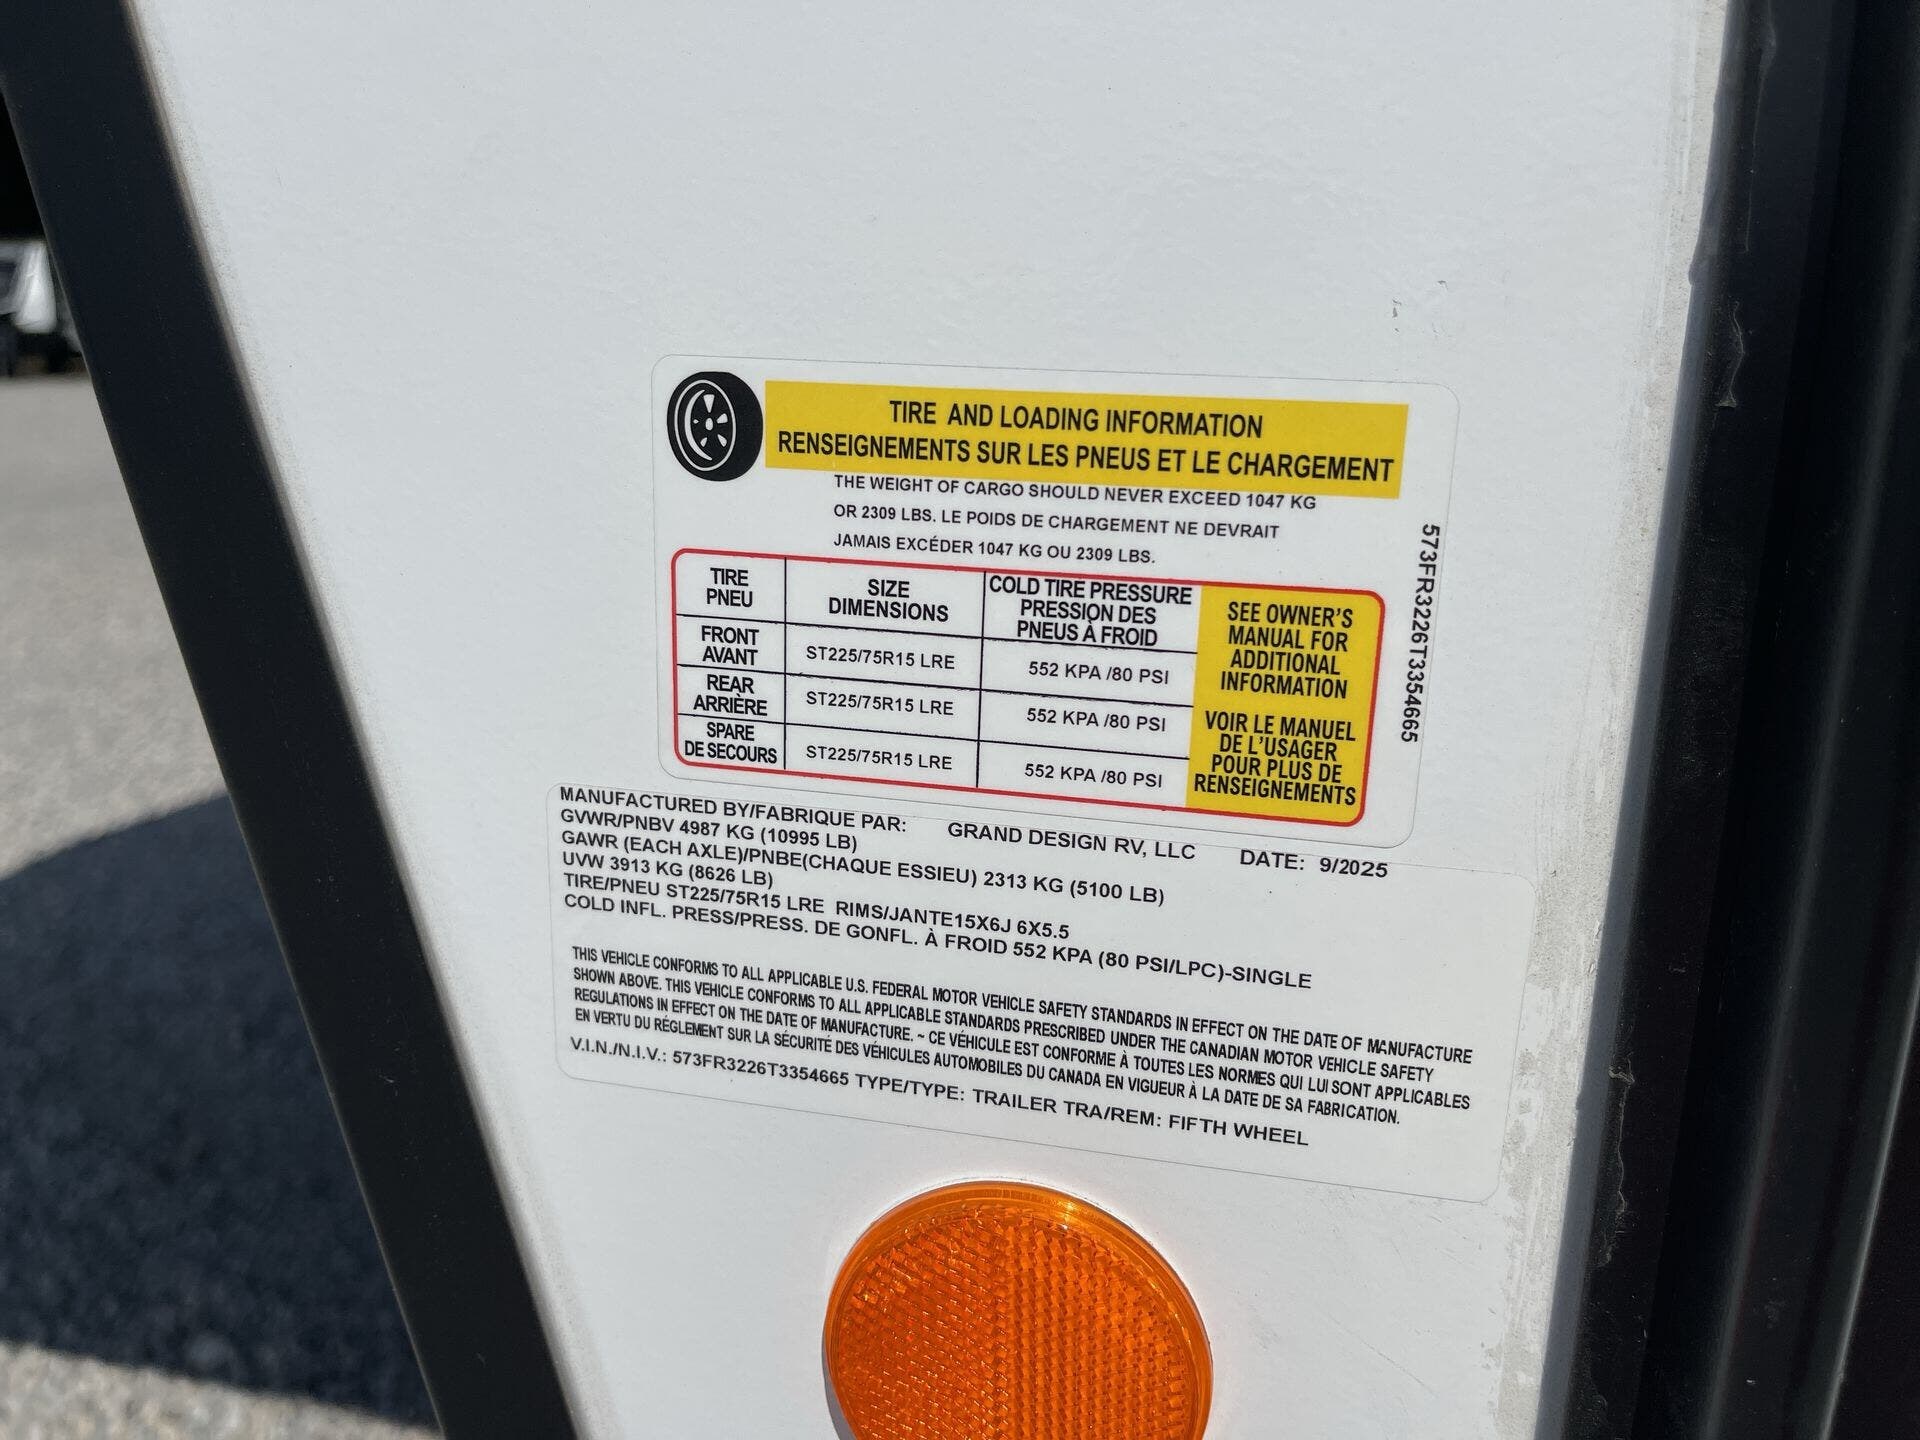 TIRE AND LOADING INFORMATION
RENSEIGNEMENTS SUR LES PNEUS ET LE CHARGEMENT
THE WEIGHT OF CARGO SHOULD NEVER EXCEED 1047 KG
OR 2309 LBS. LE POIDS DE CHARGEMENT NE DEVRAIT
JAMAIS EXCÉDER 1047 KG OU 2309 LBS.
TIRE
PNEU
SIZE
DIMENSIONS
COLD TIRE PRESSURE
PRESSION DES
PNEUS À FROID
FRONT
AVANT
ST225/75R15 LRE
552 KPA /80 PSI
REAR
ARRIÈRE
ST225/75R15 LRE
552 KPA /80 PSI
SPARE
DE SECOURS
ST225/75R15 LRE
552 KPA /80 PSI
SEE OWNER'S
MANUAL FOR
ADDITIONAL
INFORMATION
VOIR LE MANUEL
DE L'USAGER
POUR PLUS DE
RENSEIGNEMENTS
573FR3226T3354665
MANUFACTURED BY/FABRIQUE PAR: GRAND DESIGN RV, LLC DATE: 9/2025
GVWR/PNBV 4987 KG (10995 LB)
GAWR (EACH AXLE)/PNBE(CHAQUE ESSIEU) 2313 KG (5100 LB)
UVW 3913 KG (8626 LB)
TIRE/PNEU ST225/75R15 LRE RIMS/JANTE15X6J 6X5.5
COLD INFL. PRESS/PRESS. DE GONFL. À FROID 552 KPA (80 PSI/LPC)-SINGLE
THIS VEHICLE CONFORMS TO ALL APPLICABLE U.S. FEDERAL MOTOR VEHICLE SAFETY STANDARDS IN EFFECT ON THE DATE OF MANUFACTURE
SHOWN ABOVE. THIS VEHICLE CONFORMS TO ALL APPLICABLE STANDARDS PRESCRIBED UNDER THE CANADIAN MOTOR VEHICLE SAFETY
REGULATIONS IN EFFECT ON THE DATE OF MANUFACTURE. ~ CE VÉHICULE EST CONFORME À TOUTES LES NORMES QUI LUI SONT APPLICABLES
EN VERTU DU RÉGLEMENT SUR LA SÉCURITÉ DES VÉHICULES AUTOMOBILES DU CANADA EN VIGUEUR À LA DATE DE SA FABRICATION.
V.I.N./N.I.V.: 573FR3226T3354665 TYPE/TYPE: TRAILER TRA/REM: FIFTH WHEEL